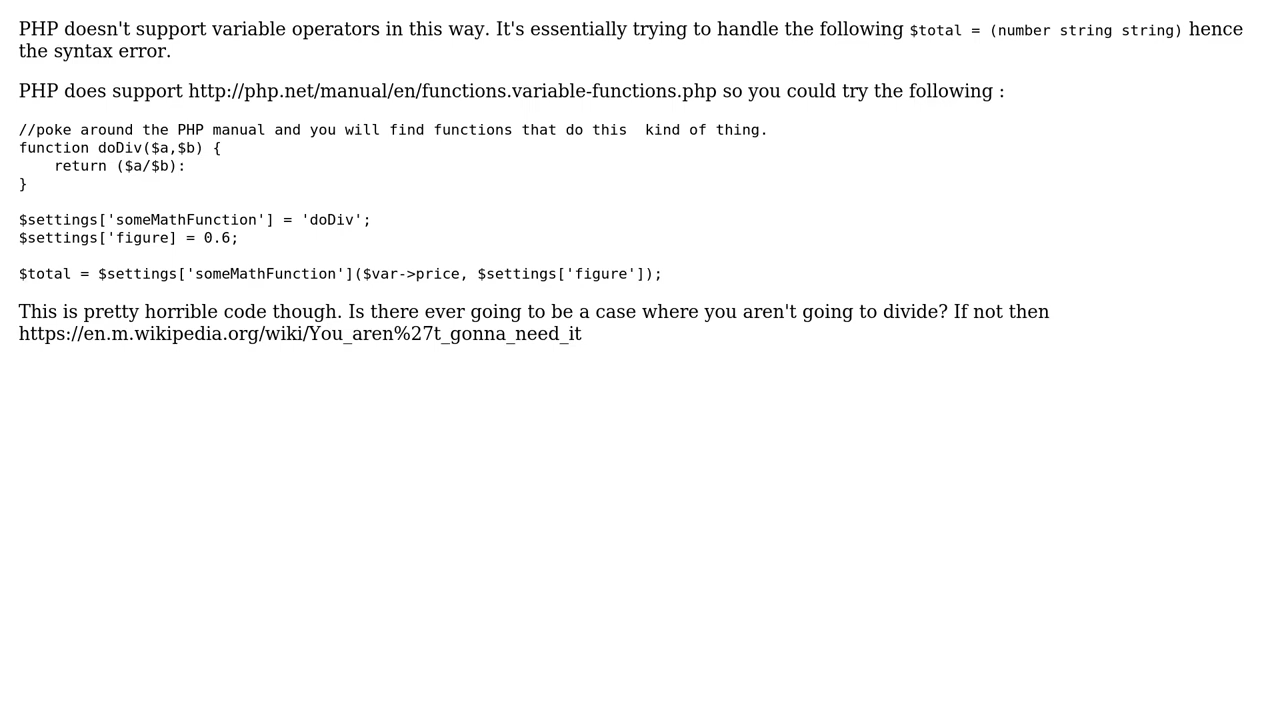 PHP doesn't support variable operators in this way. It's essentially trying to handle the following $total = (number string string) hence
the syntax error.
PHP does support http://php.net/manual/en/functions.variable-functions.php so you could try the following :
//poke around the PHP manual and you will find functions that do this  kind of thing.
function doDiv($a,$b) {
    return ($a/$b):
}
$settings['someMathFunction'] = 'doDiv';
$settings['figure] = 0.6;
$total = $settings['someMathFunction']($var->price, $settings['figure']);
This is pretty horrible code though. Is there ever going to be a case where you aren't going to divide? If not then
https://en.m.wikipedia.org/wiki/You_aren%27t_gonna_need_it